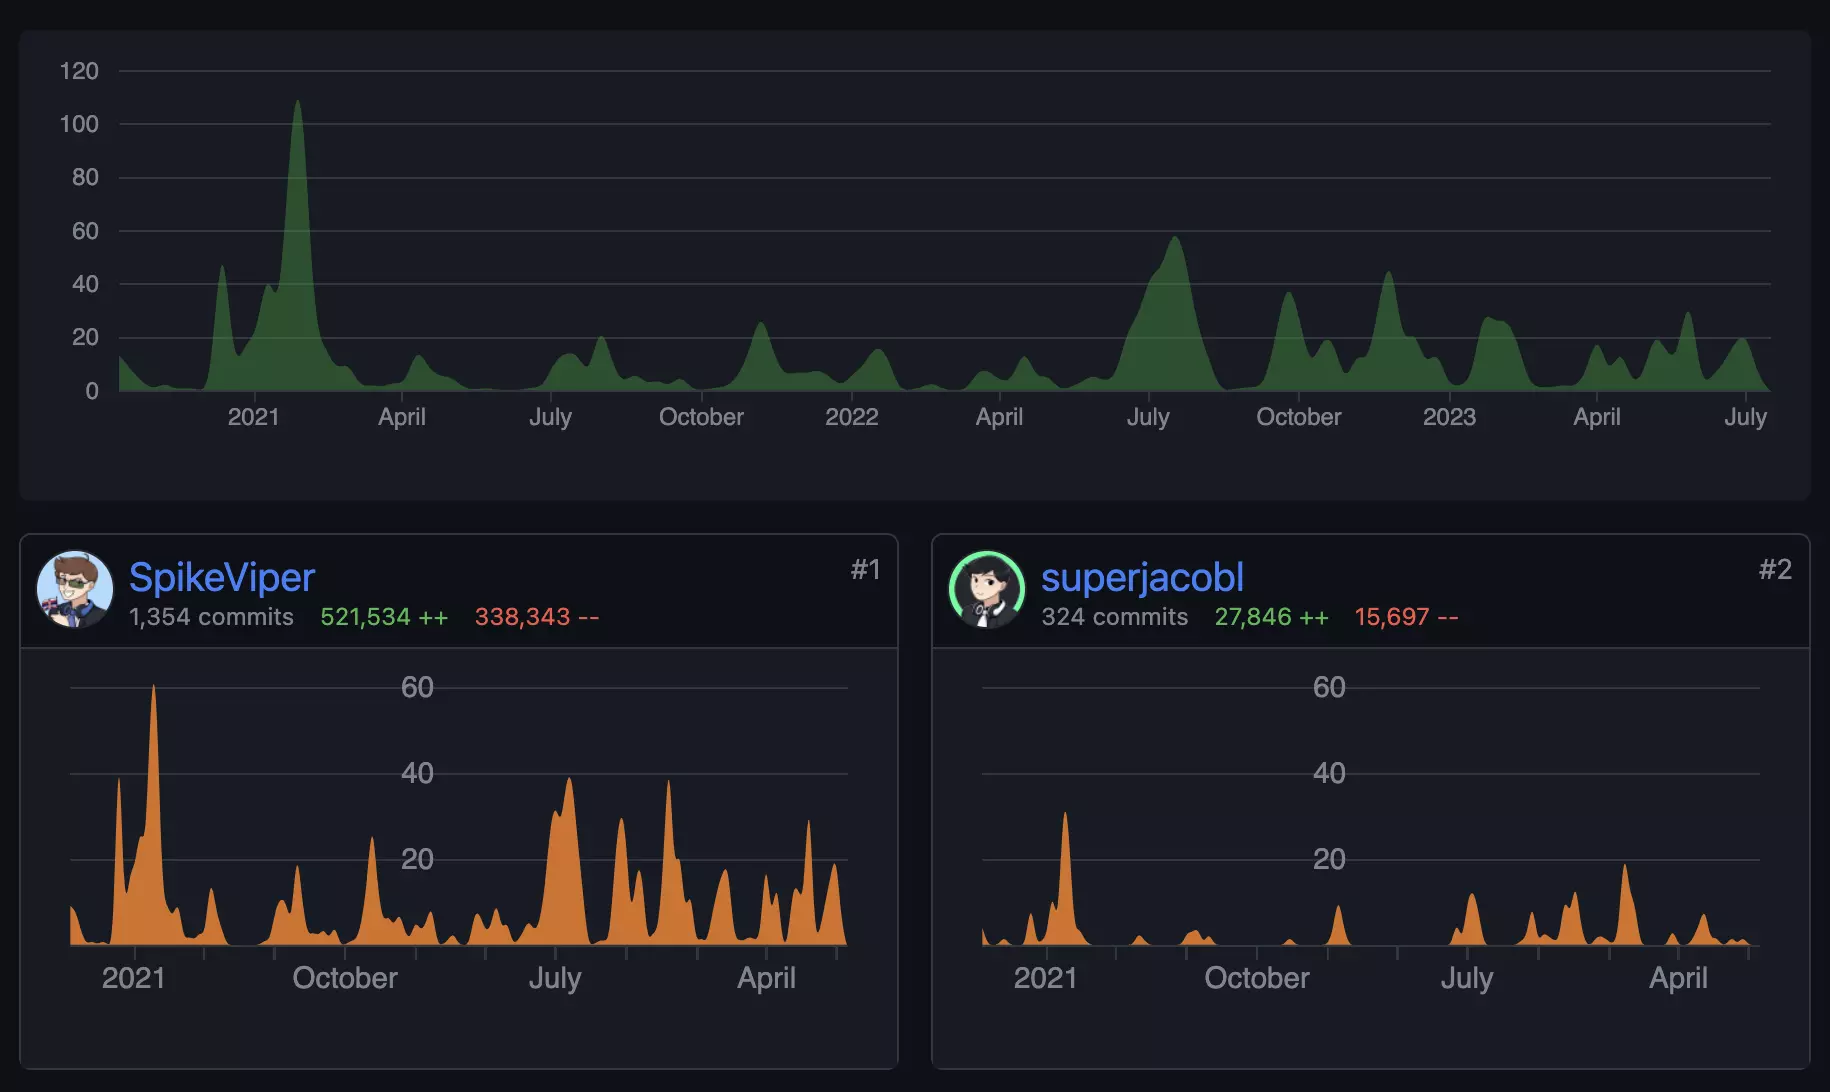 120
100
80
60
40
20
0
2021 April July October 2022 April July October 2023 April July
SpikeViper #1
1,354 commits 521,534 ++ 338,343 --
60
40
20
2021 October July April
superjacobl #2
324 commits 27,846 ++ 15,697 --
60
40
20
2021 October July April